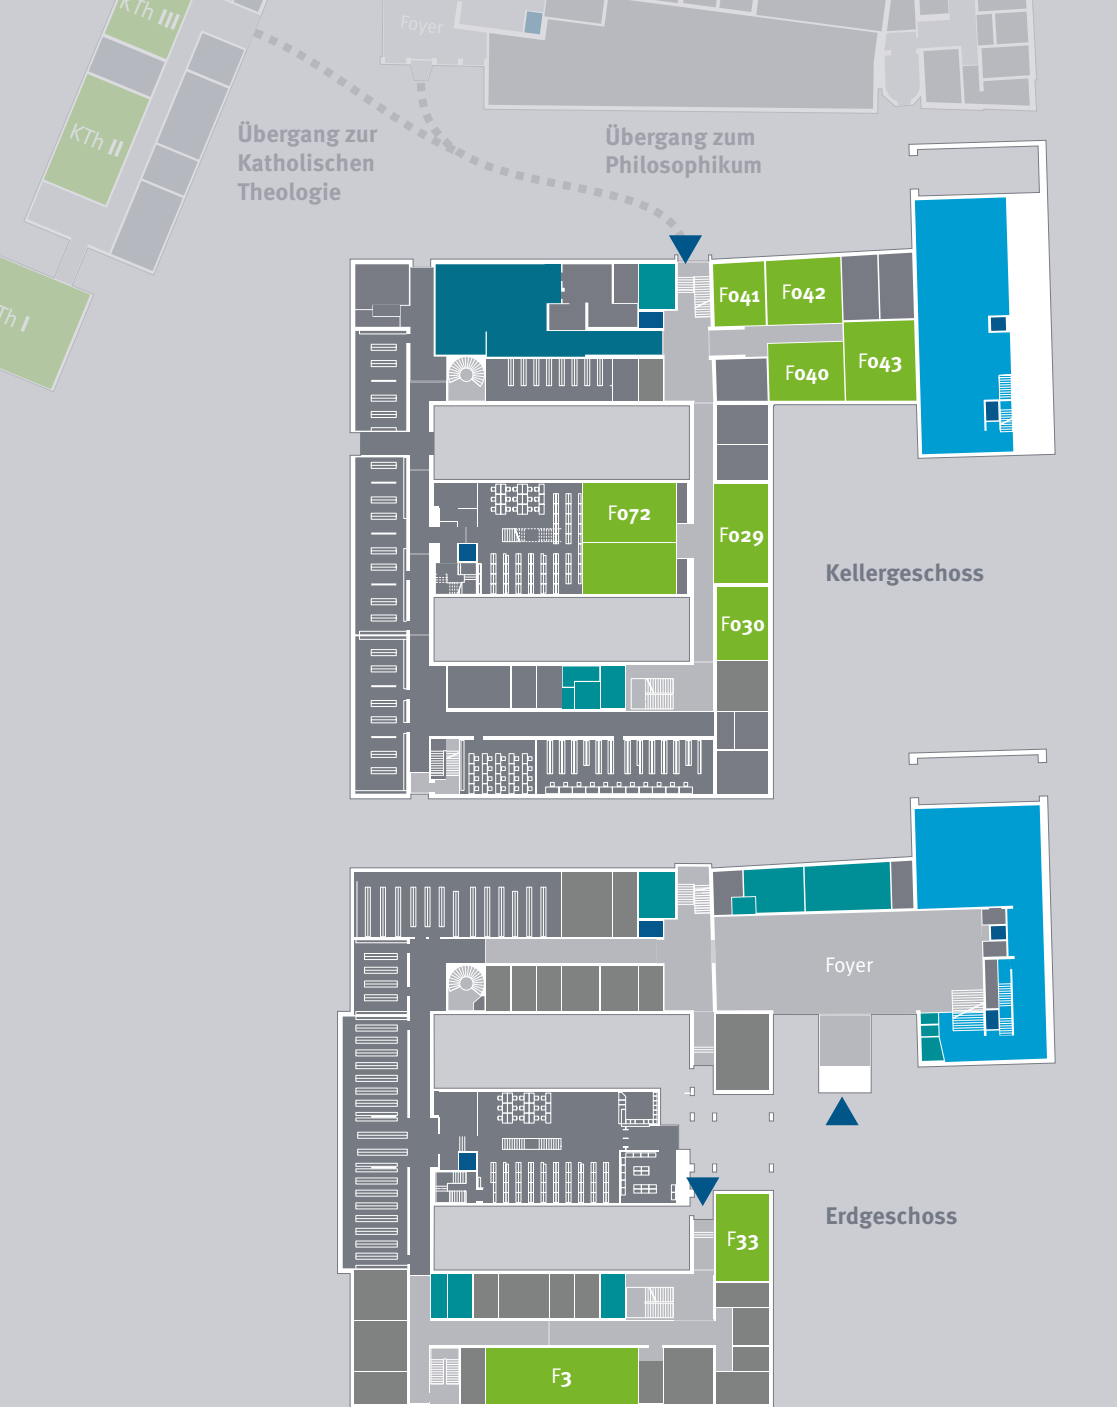 KTh III
Foyer
KTh II
Übergang zur
Katholischen
Theologie
Übergang zum
Philosophikum
Th I
F041
F042
F040
F043
F072
F029
Kellergeschoss
F030
Foyer
Erdgeschoss
F33
F3